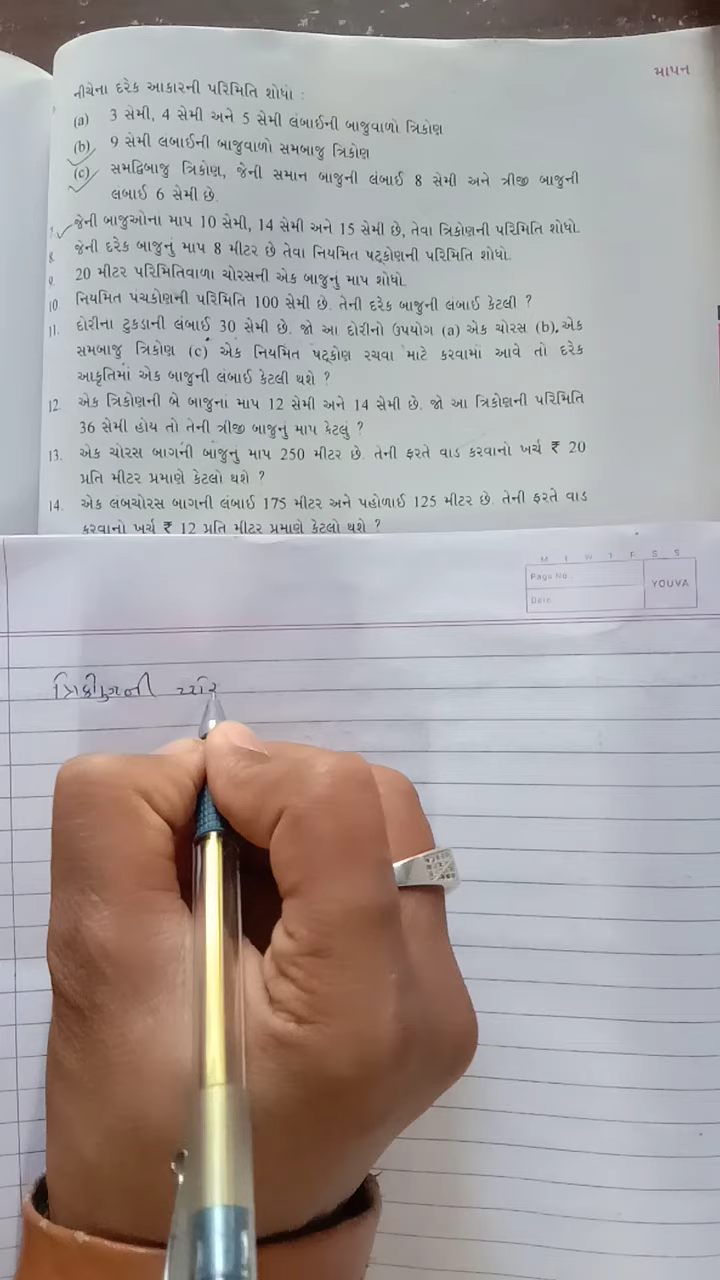 માપન
નીચેના દરેક આકારની પરિમિતિ શોધો :
(a) 3 સેમી, 4 સેમી અને 5 સેમી લંબાઈની બાજુવાળો ત્રિકોણ
(b) 9 સેમી લંબાઈની બાજુવાળો સમબાજુ ત્રિકોણ
(c) સમદ્વિબાજુ ત્રિકોણ, જેની સમાન બાજુની લંબાઈ 8 સેમી અને ત્રીજી બાજુની
લંબાઈ 6 સેમી છે.
7. જેની બાજુઓના માપ 10 સેમી, 14 સેમી અને 15 સેમી છે, તેવા ત્રિકોણની પરિમિતિ શોધો.
8. જેની દરેક બાજુનું માપ 8 મીટર છે તેવા નિયમિત ષટ્કોણની પરિમિતિ શોધો.
9. 20 મીટર પરિમિતિવાળા ચોરસની એક બાજુનું માપ શોધો.
10. નિયમિત પંચકોણની પરિમિતિ 100 સેમી છે. તેની દરેક બાજુની લંબાઈ કેટલી ?
11. દોરીના ટુકડાની લંબાઈ 30 સેમી છે. જો આ દોરીનો ઉપયોગ (a) એક ચોરસ (b) એક
સમબાજુ ત્રિકોણ (c) એક નિયમિત ષટ્કોણ રચવા માટે કરવામાં આવે તો દરેક
આકૃતિમાં એક બાજુની લંબાઈ કેટલી થશે ?
12. એક ત્રિકોણની બે બાજુનાં માપ 12 સેમી અને 14 સેમી છે. જો આ ત્રિકોણની પરિમિતિ
36 સેમી હોય તો તેની ત્રીજી બાજુનું માપ કેટલું ?
13. એક ચોરસ બાગની બાજુનું માપ 250 મીટર છે. તેની ફરતે વાડ કરવાનો ખર્ચ ₹ 20
પ્રતિ મીટર પ્રમાણે કેટલો થશે ?
14. એક લંબચોરસ બાગની લંબાઈ 175 મીટર અને પહોળાઈ 125 મીટર છે. તેની ફરતે વાડ
કરવાનો ખર્ચ ₹ 12 પ્રતિ મીટર પ્રમાણે કેટલો થશે ?
M T W T F S S
Page No.
YOUVA
Date
ત્રિકોણની પરિ